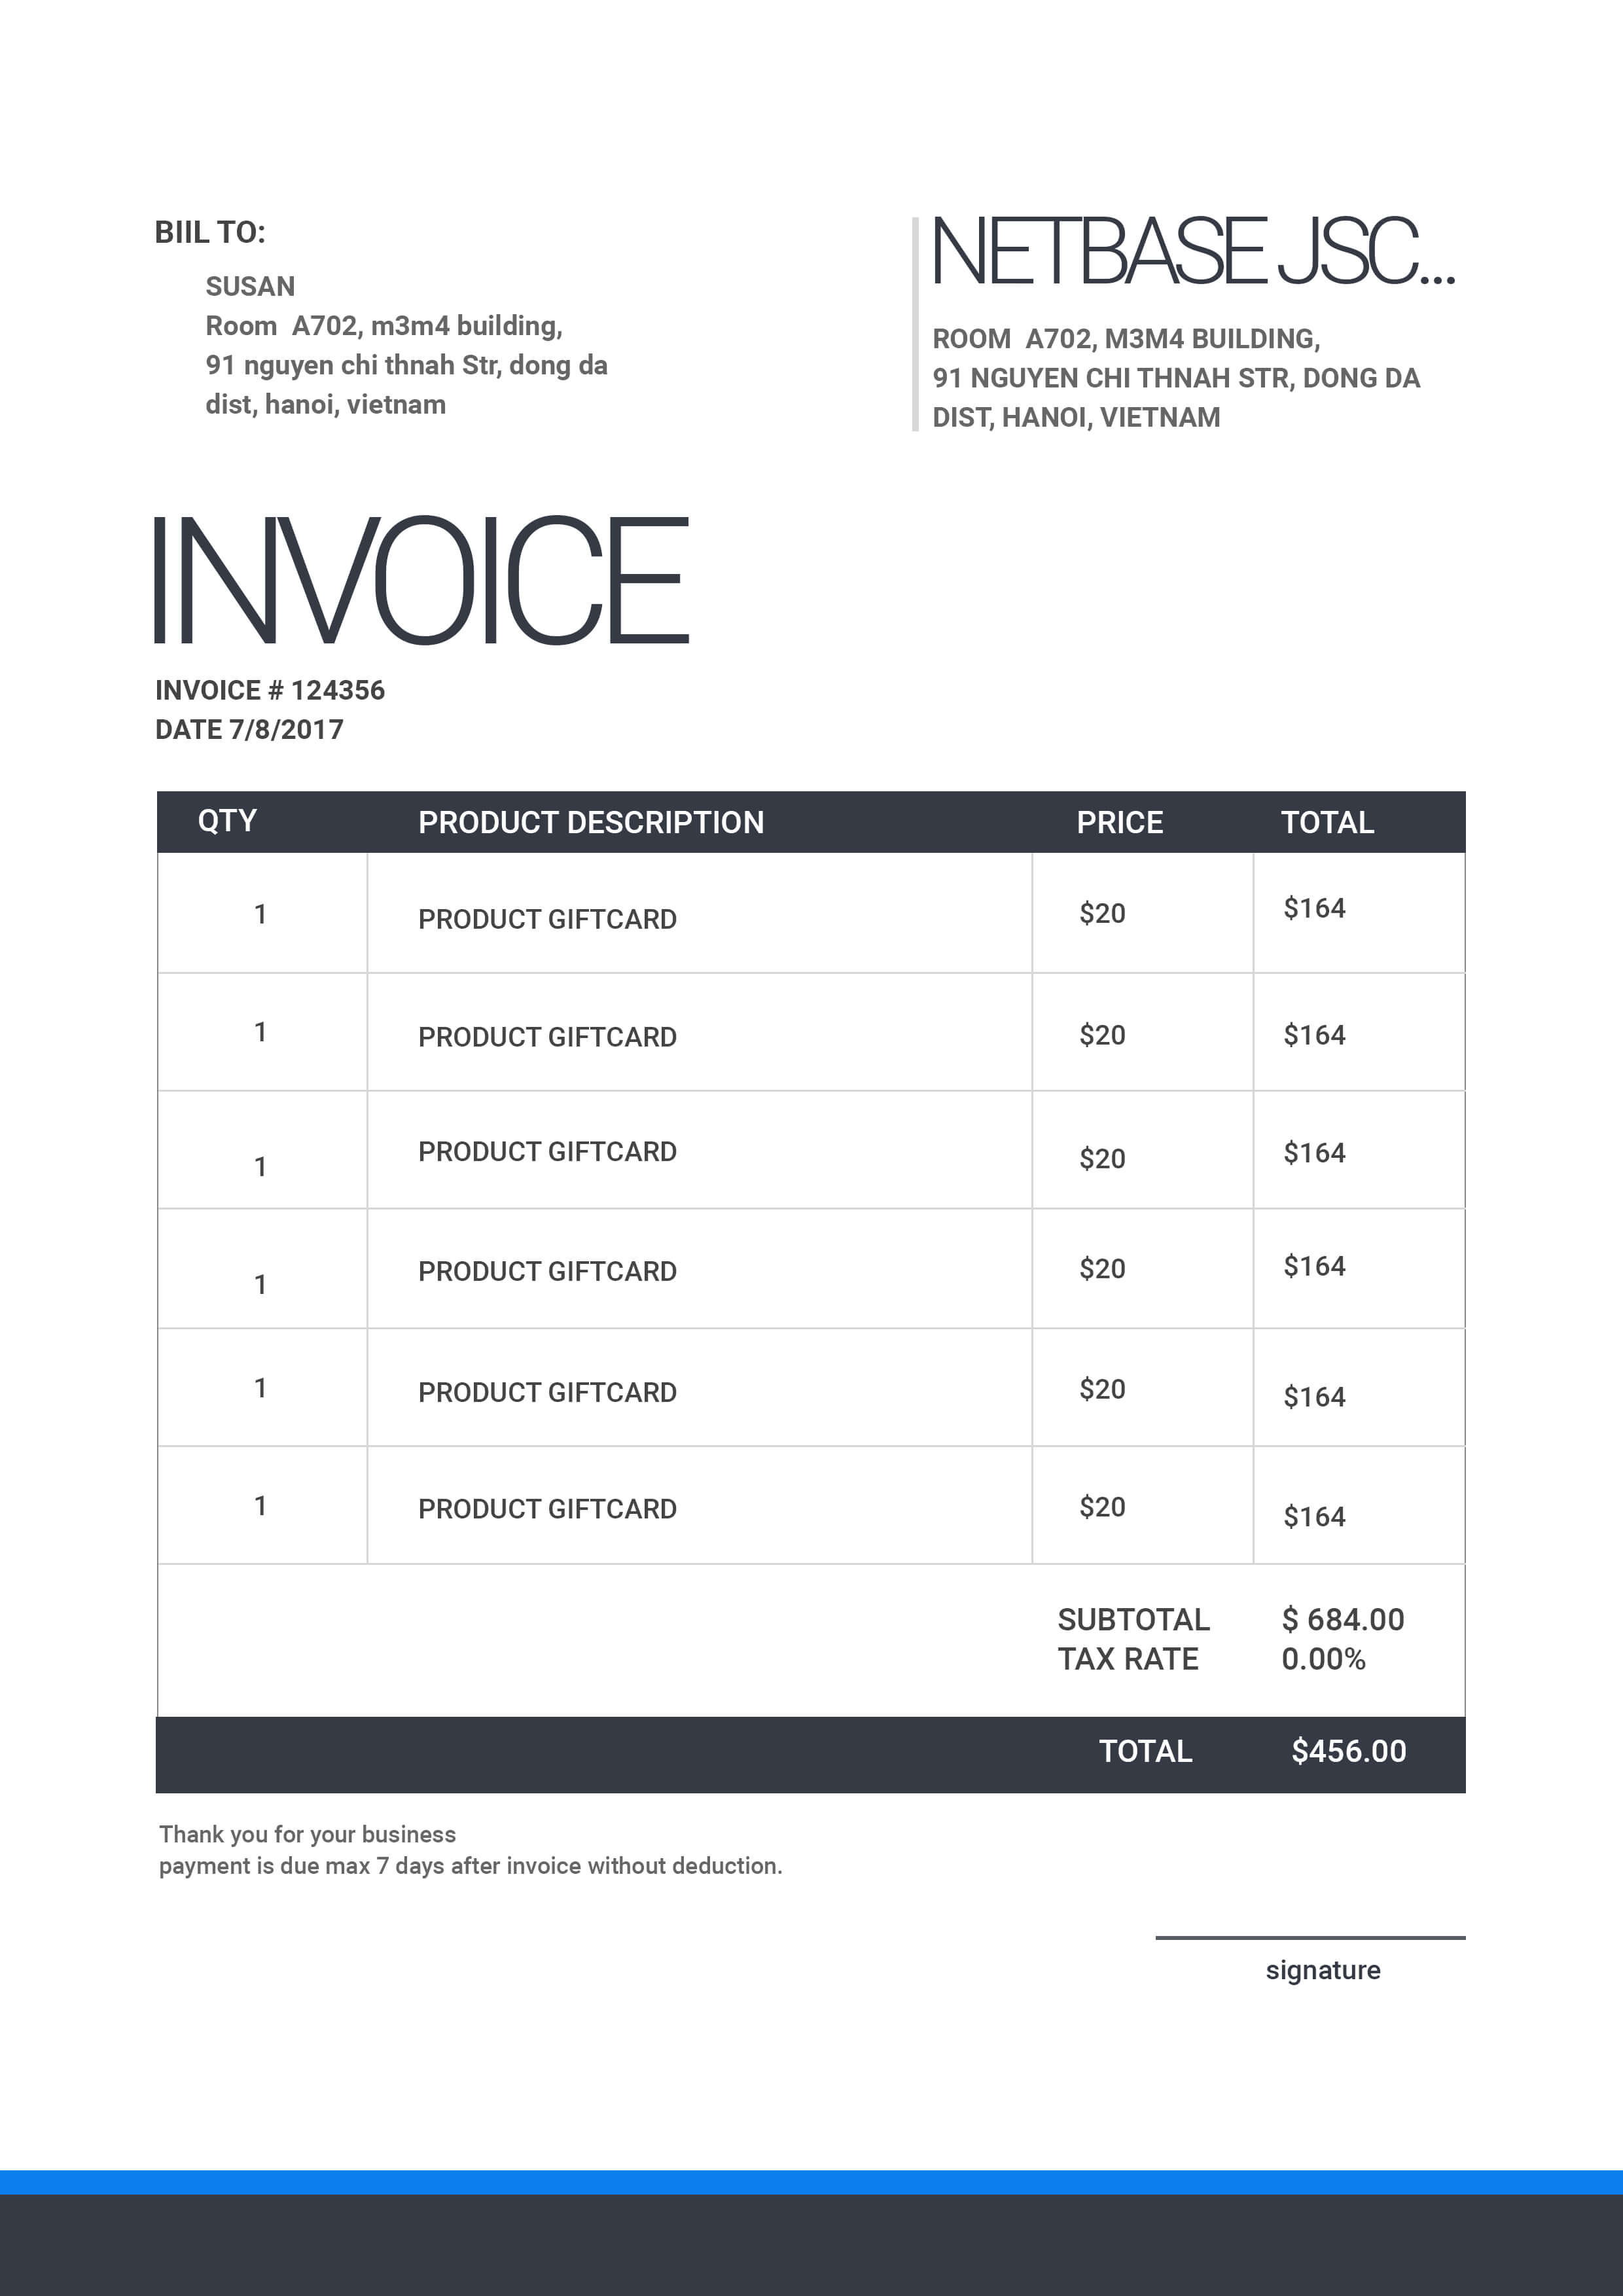 BIIL TO:
SUSAN
Room A702, m3m4 building,
91 nguyen chi thnah Str, dong da
dist, hanoi, vietnam
NETBASE JSC...
ROOM A702, M3M4 BUILDING,
91 NGUYEN CHI THNAH STR, DONG DA
DIST, HANOI, VIETNAM
INVOICE
INVOICE # 124356
DATE 7/8/2017
QTY PRODUCT DESCRIPTION PRICE TOTAL
1 PRODUCT GIFTCARD $20 $164
1 PRODUCT GIFTCARD $20 $164
1 PRODUCT GIFTCARD $20 $164
1 PRODUCT GIFTCARD $20 $164
1 PRODUCT GIFTCARD $20 $164
1 PRODUCT GIFTCARD $20 $164
SUBTOTAL $ 684.00
TAX RATE 0.00%
TOTAL $456.00
Thank you for your business
payment is due max 7 days after invoice without deduction.
signature